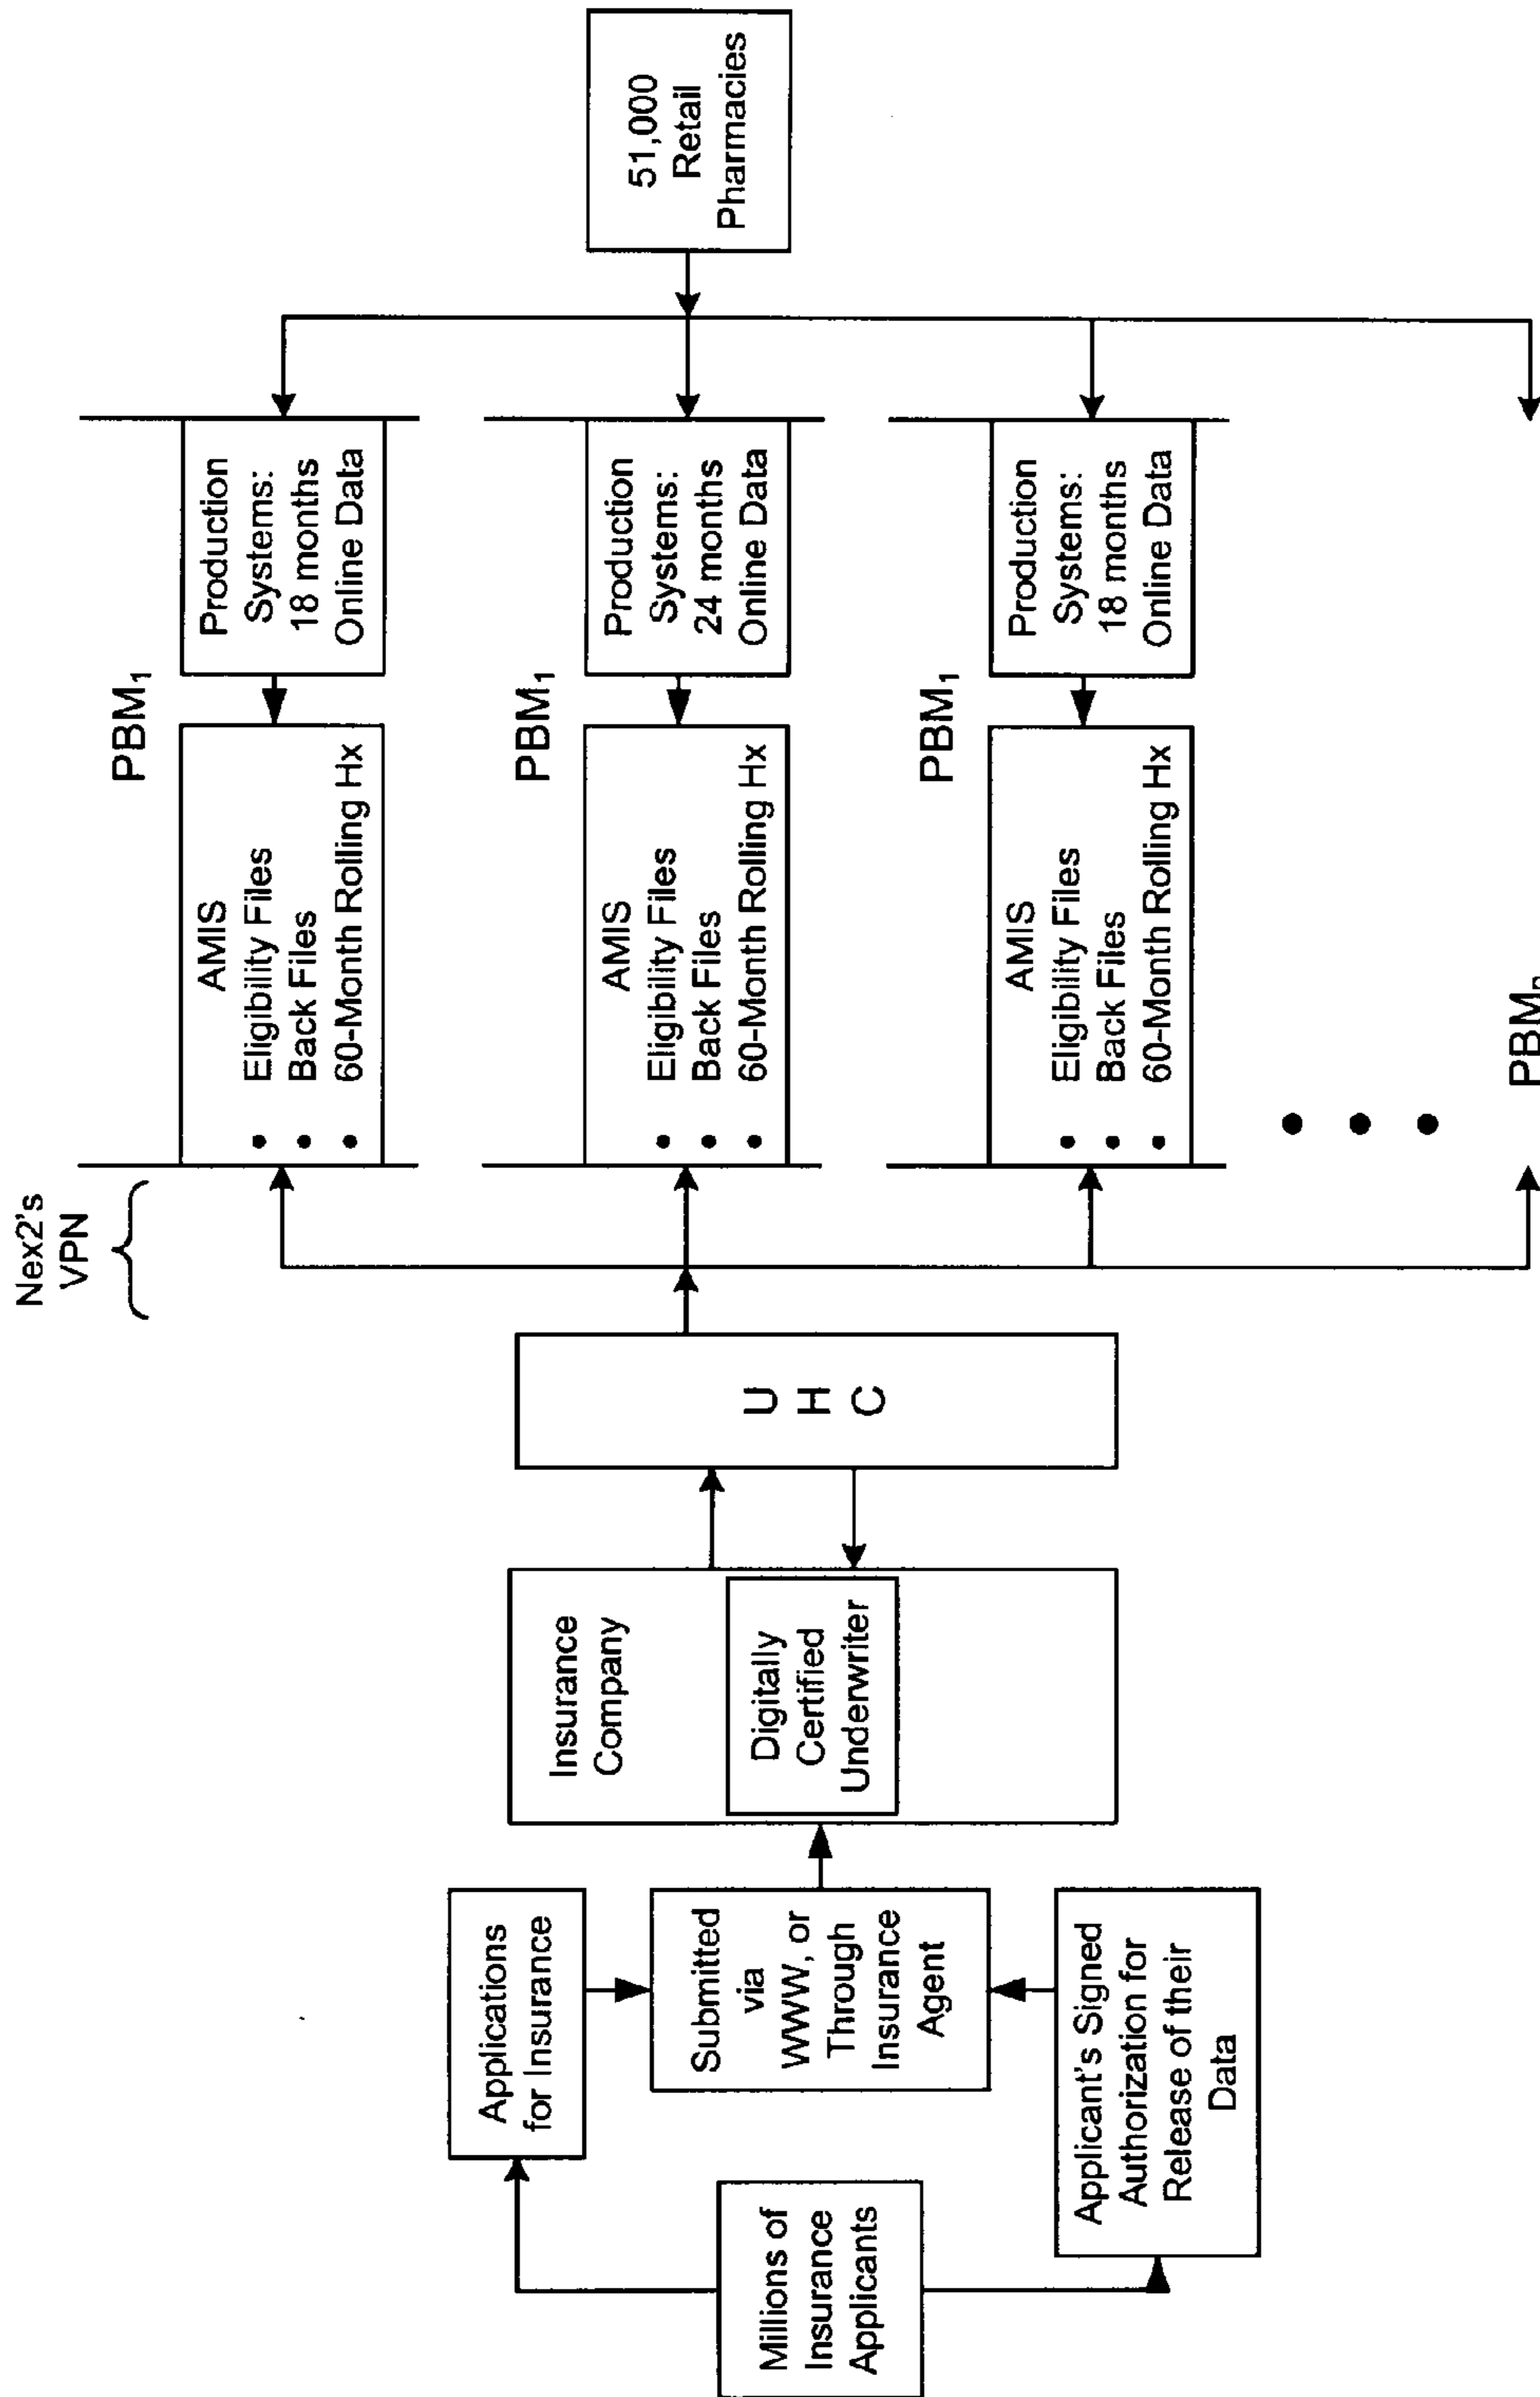 Millions of
Insurance
Applicants
Applications
for Insurance
Submitted
via
WWW, or
Through
Insurance
Agent
Applicant's Signed
Authorization for
Release of their
Data
Insurance
Company
Digitally
Certified
Underwriter
U
H
C
Nex2's
VPN
PBM₁
AMIS
• Eligibility Files
• Back Files
• 60-Month Rolling Hx
Production
Systems:
18 months
Online Data
PBM₁
AMIS
• Eligibility Files
• Back Files
• 60-Month Rolling Hx
Production
Systems:
24 months
Online Data
PBM₁
AMIS
• Eligibility Files
• Back Files
• 60-Month Rolling Hx
Production
Systems:
18 months
Online Data
PBMₙ
51,000
Retail
Pharmacies